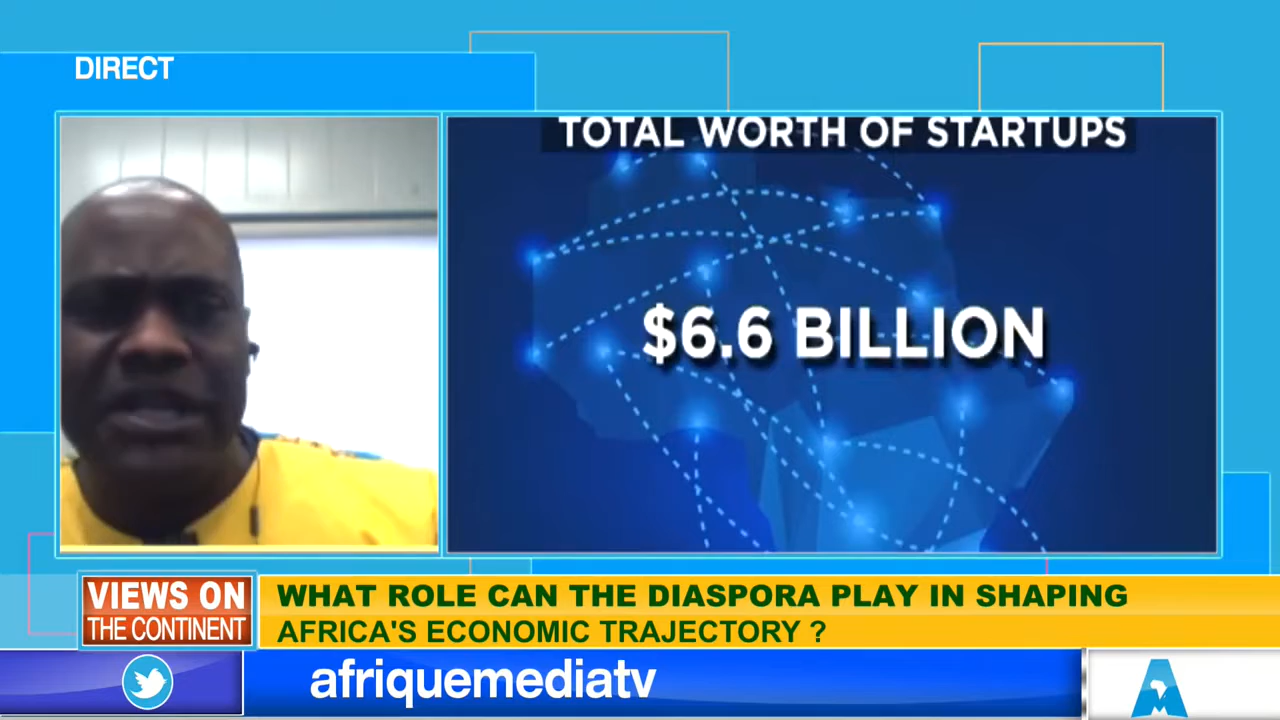 DIRECT
TOTAL WORTH OF STARTUPS
$6.6 BILLION
VIEWS ON
THE CONTINENT
WHAT ROLE CAN THE DIASPORA PLAY IN SHAPING
AFRICA'S ECONOMIC TRAJECTORY ?
afriquemediatv